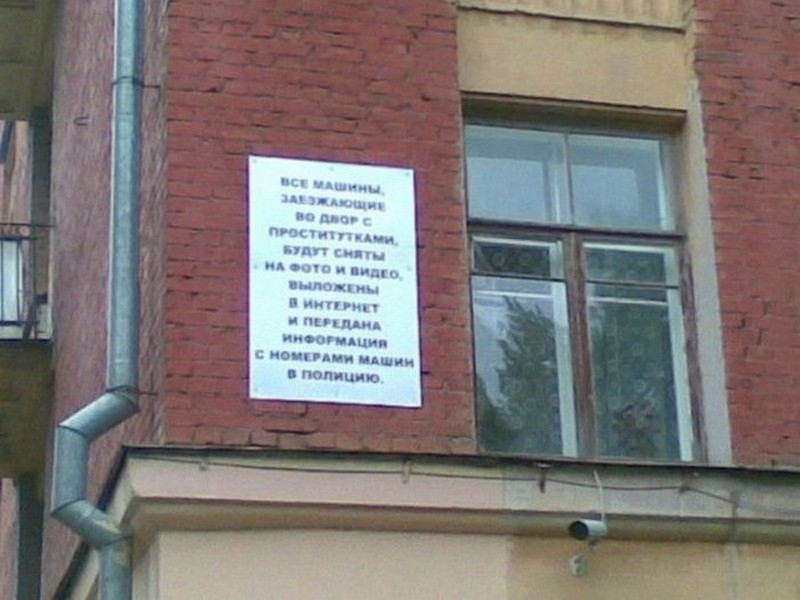 ВСЕ МАШИНЫ,
ЗАЕЗЖАЮЩИЕ
ВО ДВОР С
ПРОСТИТУТКАМИ,
БУДУТ СНЯТЫ
НА ФОТО И ВИДЕО,
ВЫЛОЖЕНЫ
В ИНТЕРНЕТ
И ПЕРЕДАНА
ИНФОРМАЦИЯ
С НОМЕРАМИ МАШИН
В ПОЛИЦИЮ.